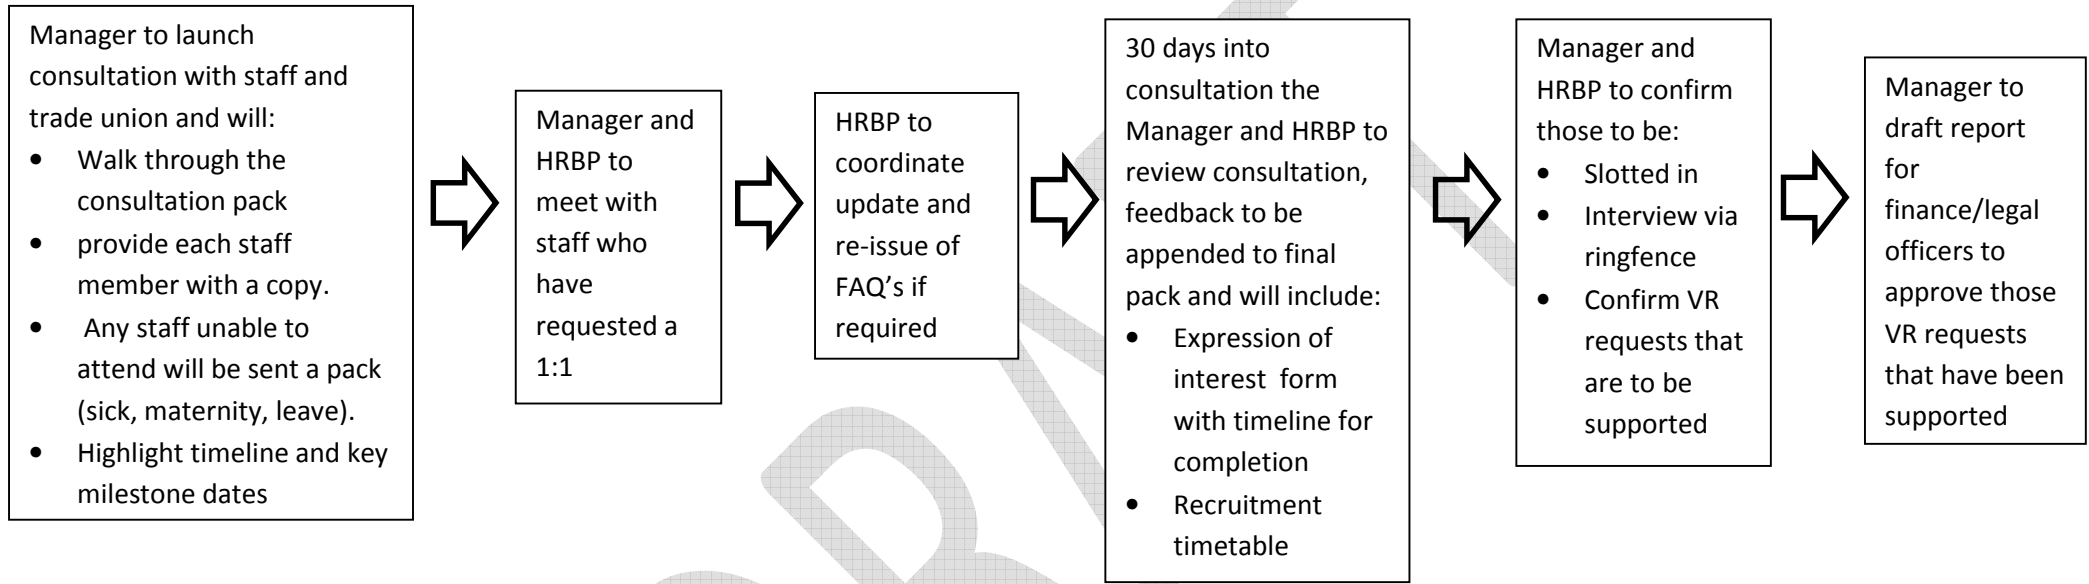 Manager to launch
consultation with staff and
trade union and will:
• Walk through the
consultation pack
• provide each staff
member with a copy.
• Any staff unable to
attend will be sent a pack
(sick, maternity, leave).
• Highlight timeline and key
milestone dates
Manager and
HRBP to
meet with
staff who
have
requested a
1:1
HRBP to
coordinate
update and
re-issue of
FAQ’s if
required
30 days into
consultation the
Manager and HRBP to
review consultation,
feedback to be
appended to final
pack and will include:
• Expression of
interest form
with timeline for
completion
• Recruitment
timetable
Manager and
HRBP to confirm
those to be:
• Slotted in
• Interview via
ringfence
• Confirm VR
requests that
are to be
supported
Manager to
draft report
for
finance/legal
officers to
approve those
VR requests
that have been
supported